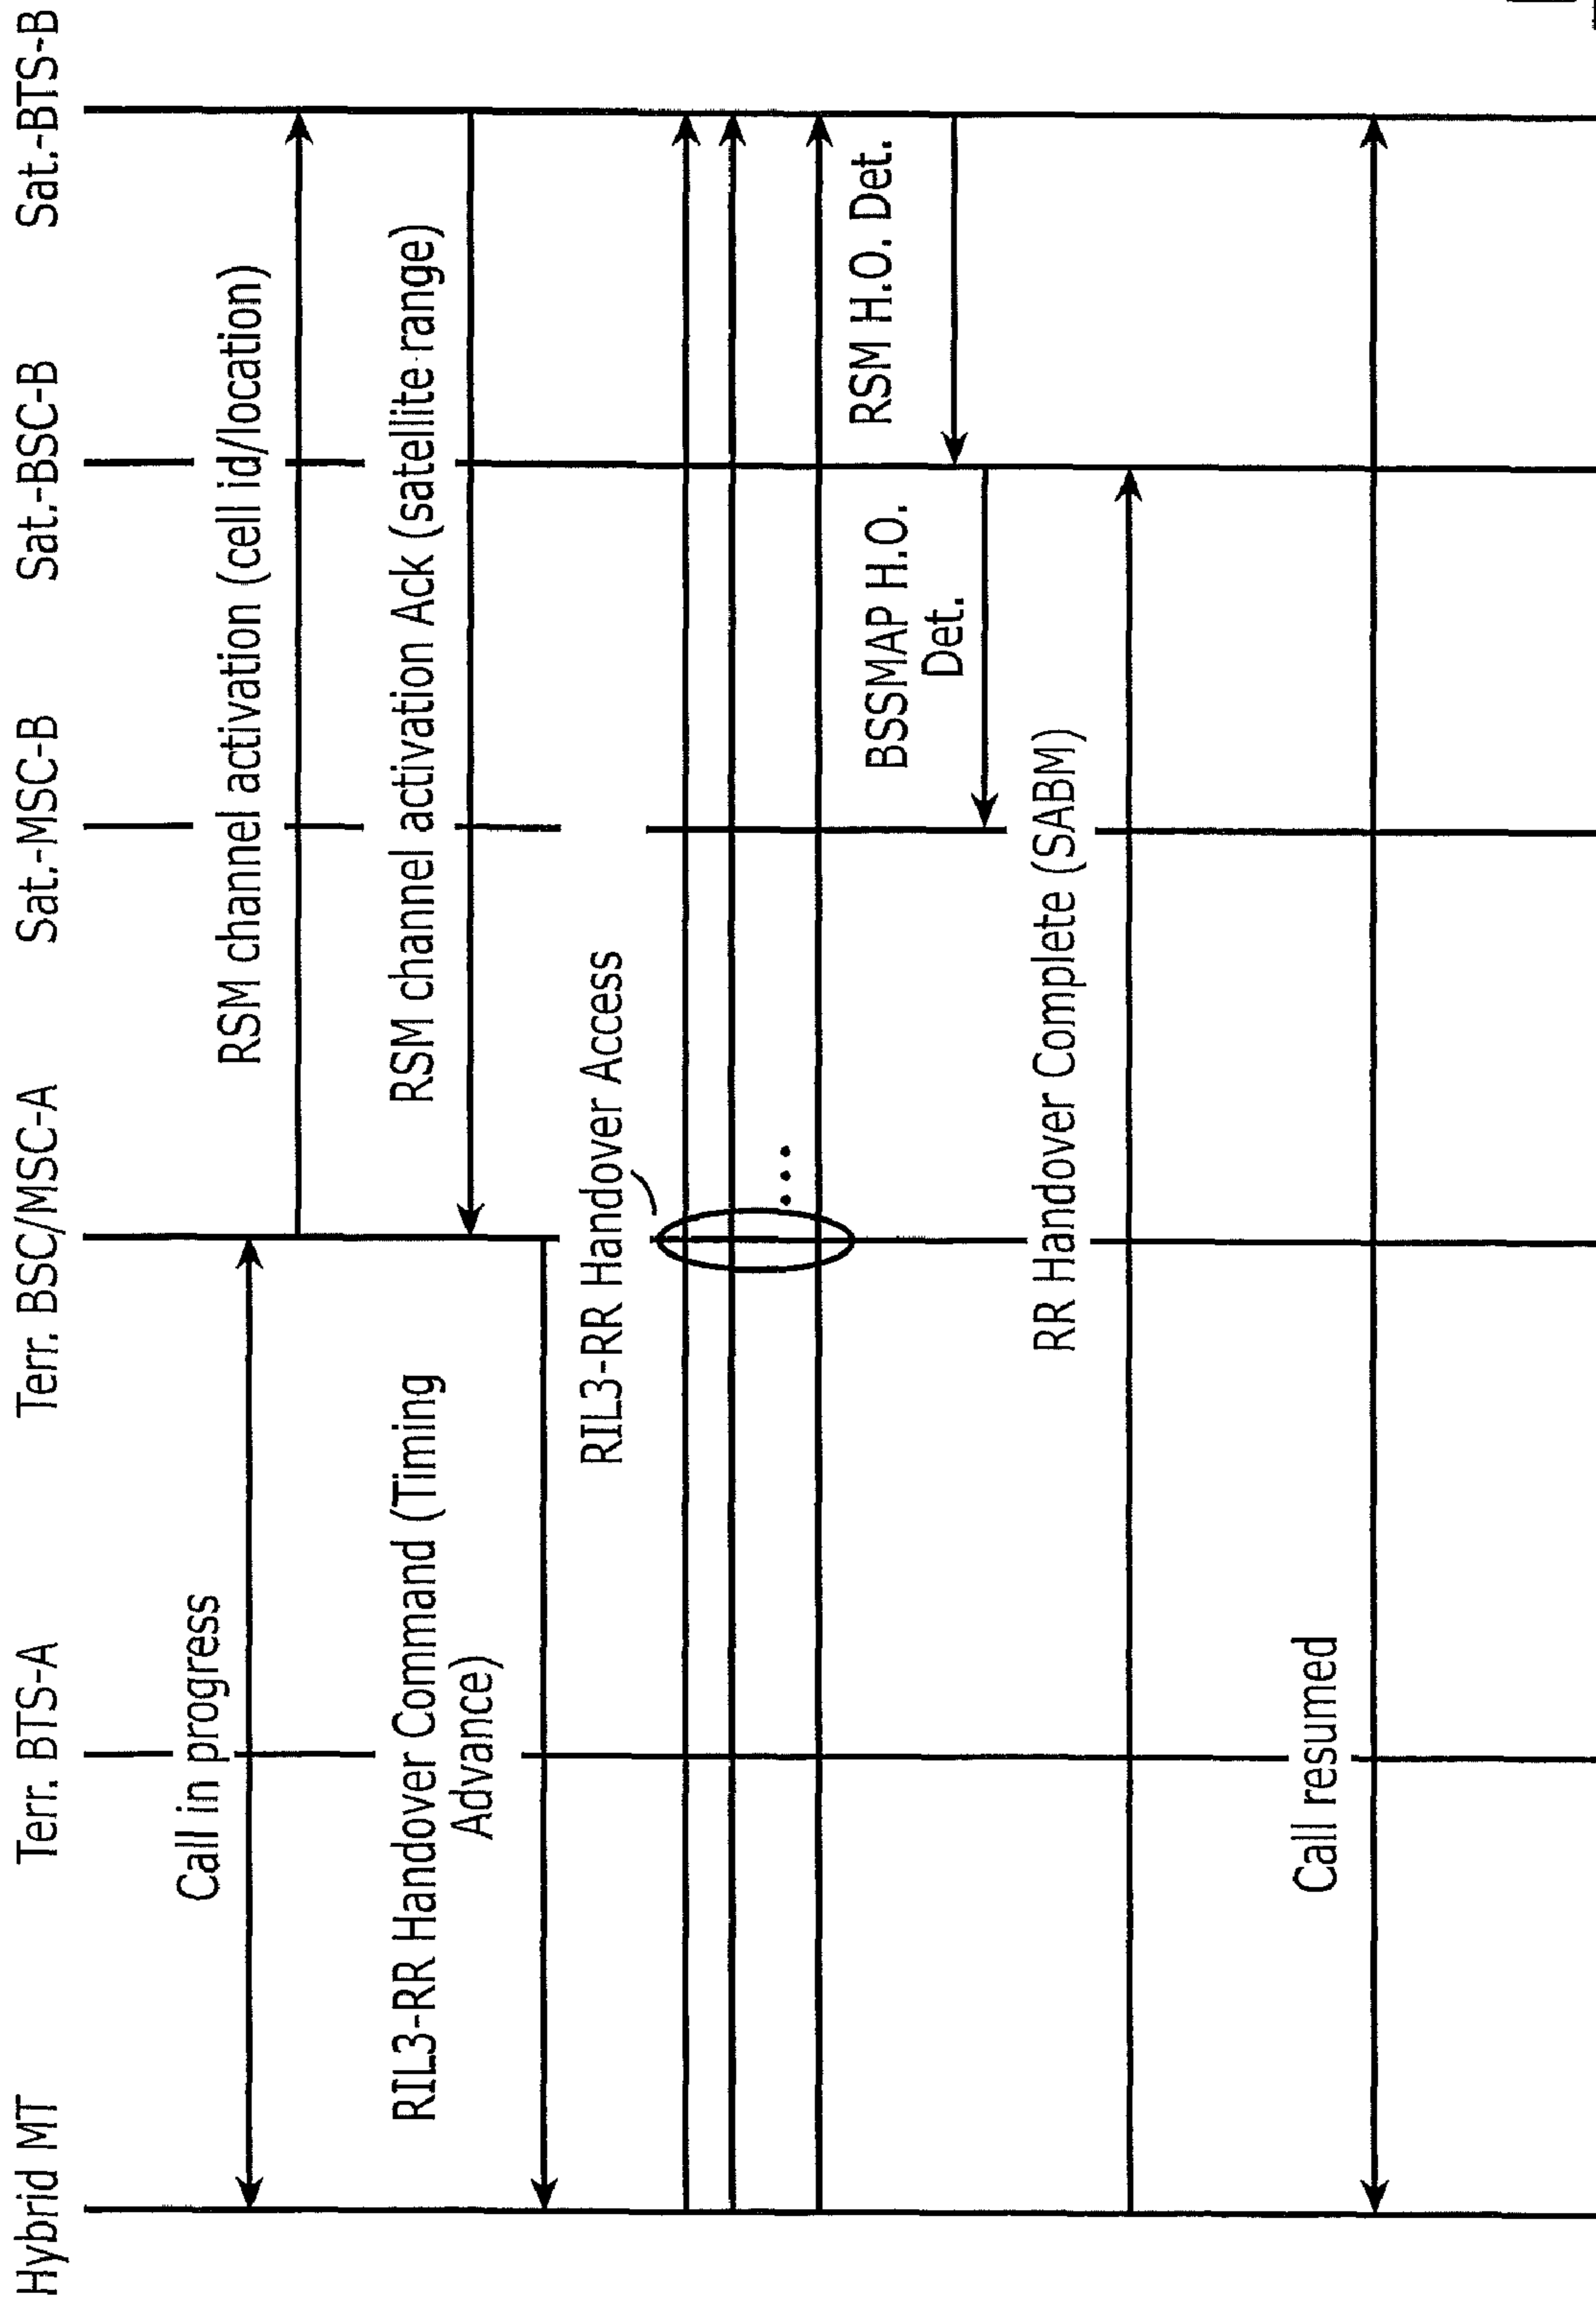 Hybrid MT
Terr. BTS-A
Terr. BSC/MSC-A
Sat.-MSC-B
Sat.-BSC-B
Sat.-BTS-B
Call in progress
RSM channel activation (cell id/location)
RSM channel activation Ack (satellite range)
RIL3-RR Handover Command (Timing
Advance)
RIL3-RR Handover Access
...
RSM H.O. Det.
BSSMAP H.O.
Det.
RR Handover Complete (SABM)
Call resumed